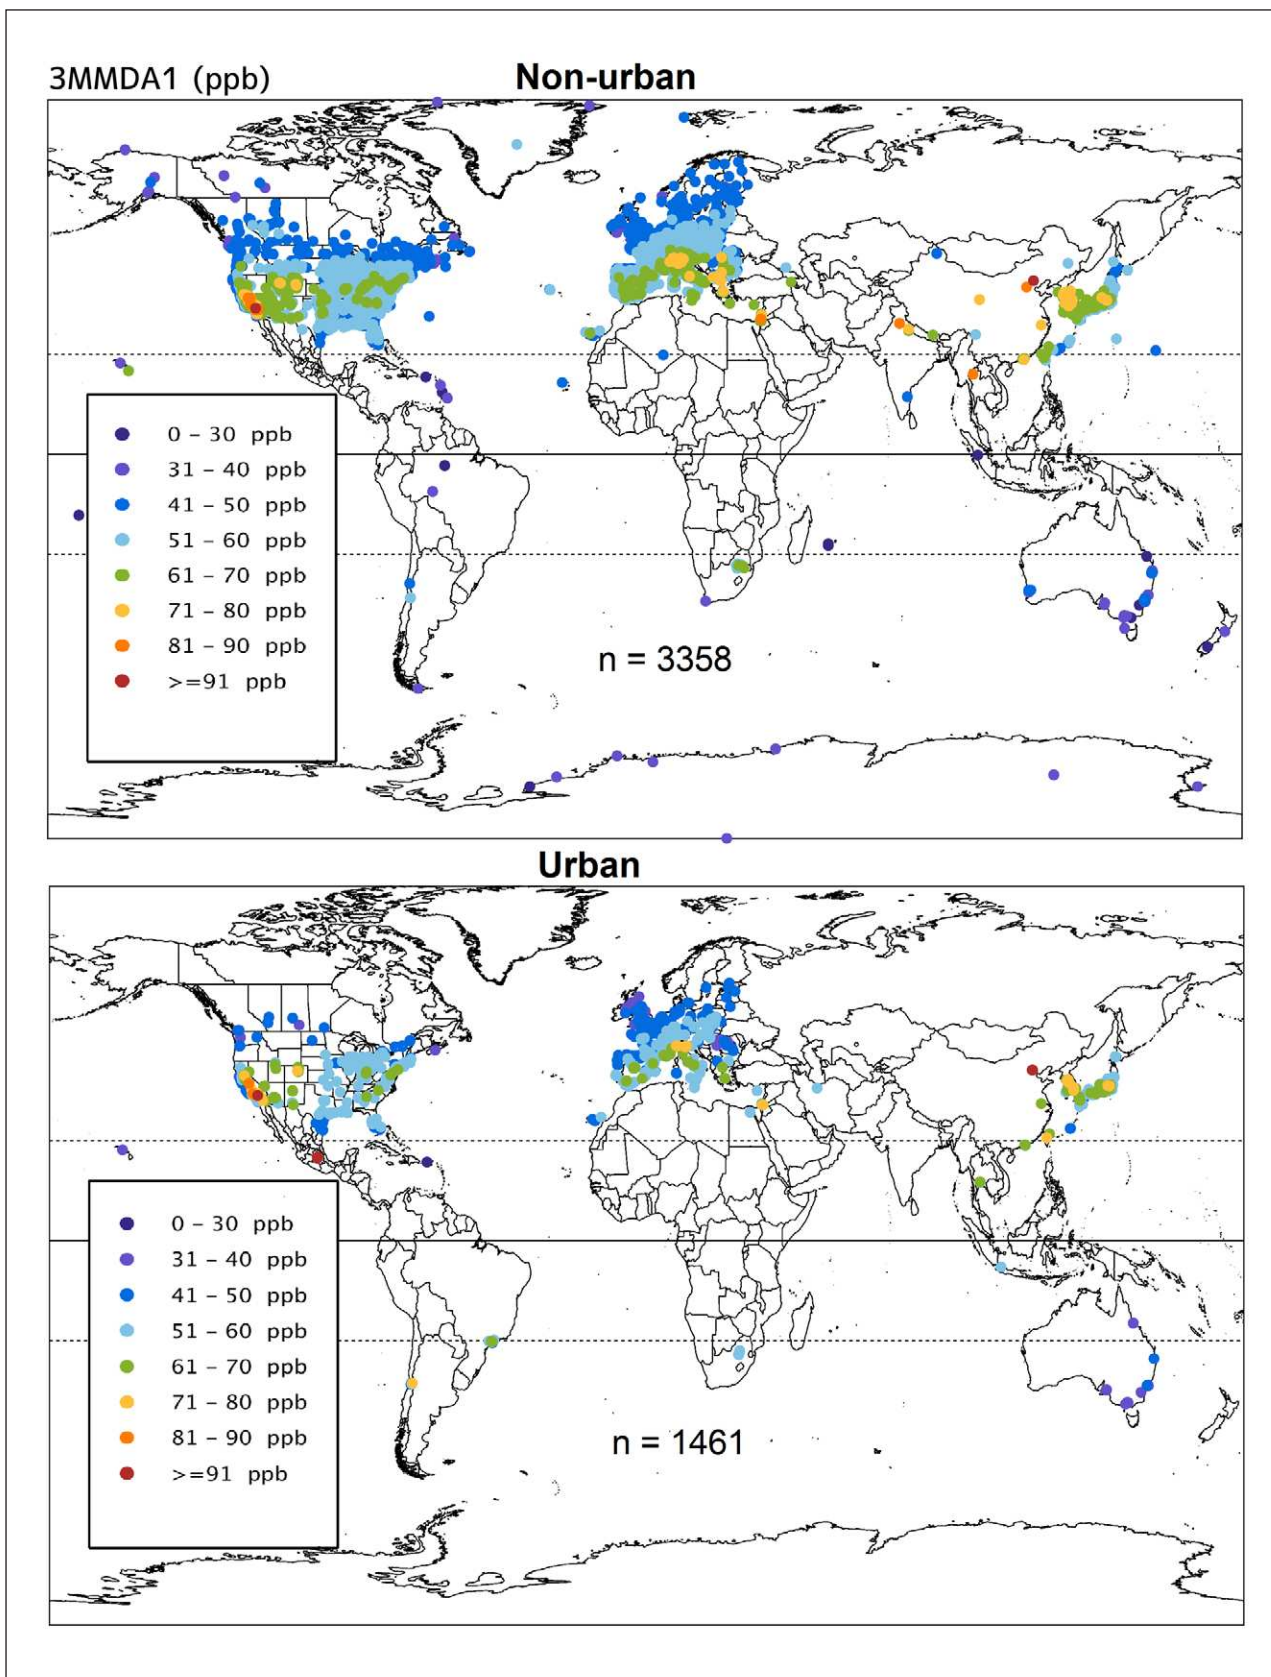 3MMDA1 (ppb)
Non-urban
0 – 30 ppb
31 – 40 ppb
41 – 50 ppb
51 – 60 ppb
61 – 70 ppb
71 – 80 ppb
81 – 90 ppb
>=91 ppb
n = 3358
Urban
0 – 30 ppb
31 – 40 ppb
41 – 50 ppb
51 – 60 ppb
61 – 70 ppb
71 – 80 ppb
81 – 90 ppb
>=91 ppb
n = 1461